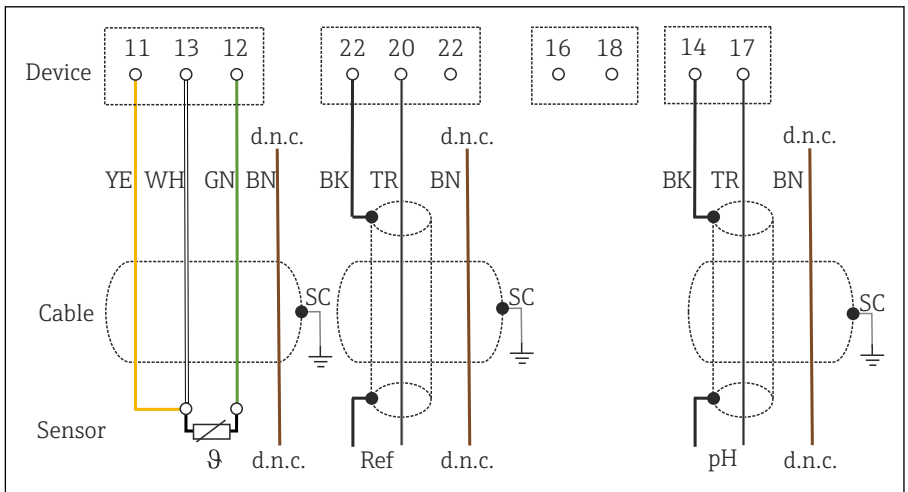 11 13 12 22 20 22 16 18 14 17
Device
d.n.c. d.n.c. d.n.c.
YE WH GN BN BK TR BN BK TR BN
SC SC SC
Cable
Sensor
ϑ d.n.c. Ref d.n.c. pH d.n.c.